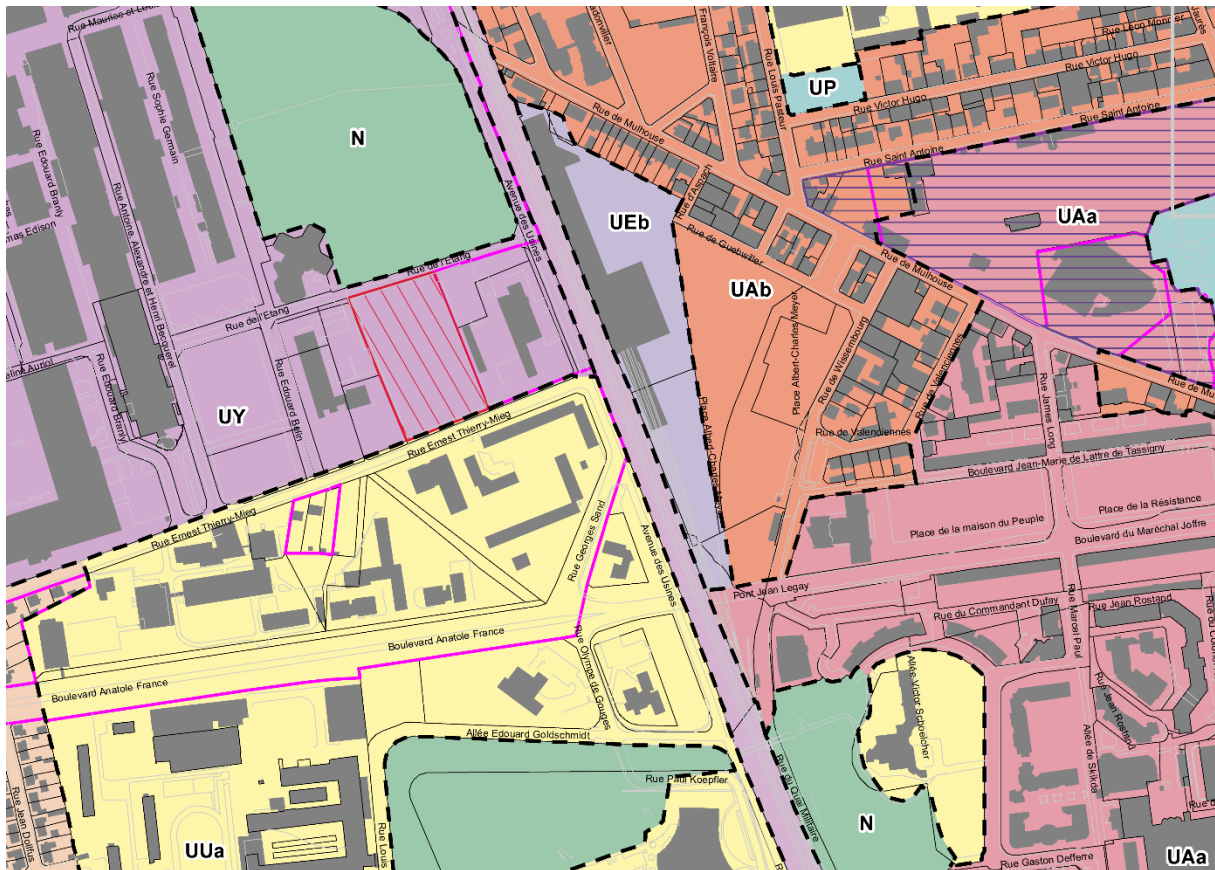 Rue Sophie Germain
Rue Edouard Branly
Rue Antoine, Alexandre et Henri Becquerel
N
Avenue des Usines
François Voltaire
Rue Louis Pasteur
UP
Rue Léon Monnier
Jaurès
Rue Victor Hugo
Rue Victor Hugo
Rue Saint Antoine
Rue Saint Antoine
Rue de Mulhouse
UEb
Rue d'Aspach
Rue de Guebwiller
UAa
Rue de Mulhouse
Rue de l'Etang
Rue de l'Etang
UAb
Place Albert-Charles Meyer
Rue de Wissembourg
Rue de Valenciennes
Rue de Valenciennes
Rue James Long
Rue Edouard Branly
UY
Rue Edouard Belin
Rue Ernest Thierry-Mieg
Rue Ernest Thierry-Mieg
Boulevard Jean-Marie de Lattre de Tassigny
Place de la Résistance
Place de la maison du Peuple
Boulevard du Maréchal Joffre
Rue Georges Sand
Avenue des Usines
Pont Jean Legay
Rue du Commandant Dufay
Rue Marcel Paul
Rue Jean Rostand
Rue Jean Rostand
Boulevard Anatole France
Boulevard Anatole France
Rue Olympe de Gouges
Allée Victor Schoelcher
Allée Edouard Goldschmidt
Rue Paul Koepfler
Rue du Quai Militaire
Allée de Skikda
Rue Jean Dollfus
UUa
Rue Louis
N
Rue Gaston Defferre
UAa